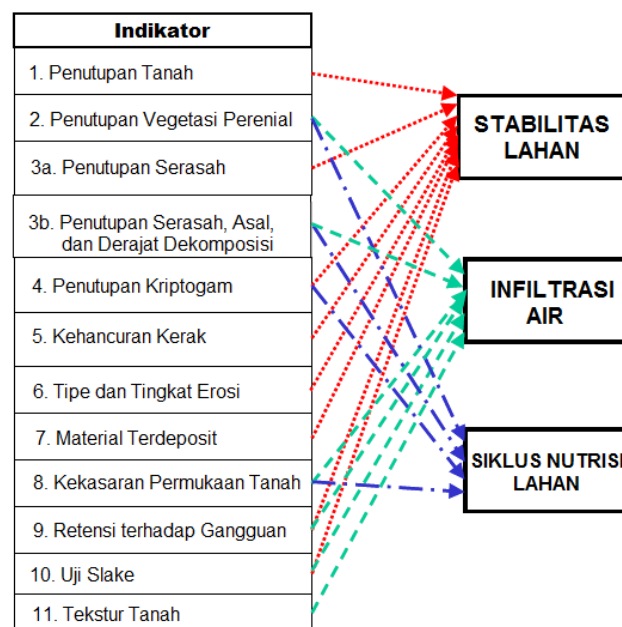 Indikator
1. Penutupan Tanah
2. Penutupan Vegetasi Perenial
3a. Penutupan Serasah
3b. Penutupan Serasah, Asal,
dan Derajat Dekomposisi
4. Penutupan Kriptogam
5. Kehancuran Kerak
6. Tipe dan Tingkat Erosi
7. Material Terdeposit
8. Kekasaran Permukaan Tanah
9. Retensi terhadap Gangguan
10. Uji Slake
11. Tekstur Tanah
STABILITAS
LAHAN
INFILTRASI
AIR
SIKLUS NUTRISI
LAHAN